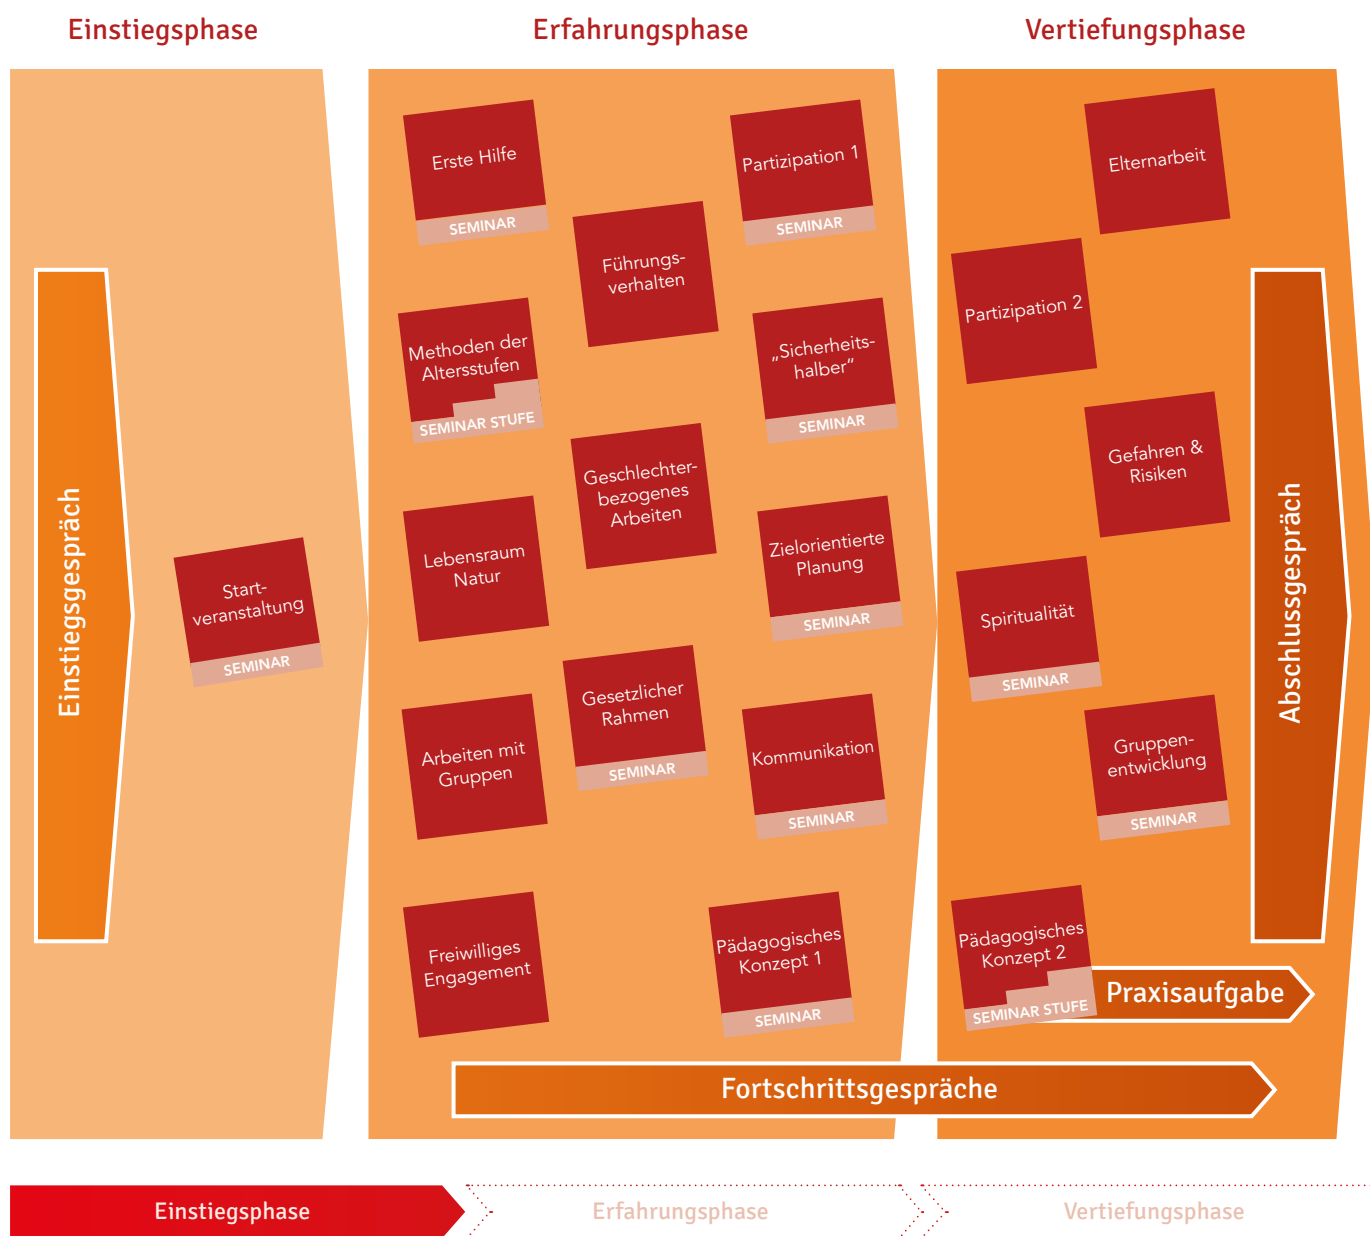 Einstiegsphase
Erfahrungsphase
Vertiefungsphase
Einstiegsgespräch
Start-
veranstaltung
SEMINAR
Erste Hilfe
SEMINAR
Partizipation 1
SEMINAR
Führungs-
verhalten
Methoden der
Altersstufen
SEMINAR STUFE
„Sicherheits-
halber“
SEMINAR
Geschlechter-
bezogenes
Arbeiten
Lebensraum
Natur
Zielorientierte
Planung
SEMINAR
Gesetzlicher
Rahmen
SEMINAR
Arbeiten mit
Gruppen
Kommunikation
SEMINAR
Freiwilliges
Engagement
Pädagogisches
Konzept 1
SEMINAR
Elternarbeit
Partizipation 2
Gefahren &
Risiken
Spiritualität
SEMINAR
Gruppen-
entwicklung
SEMINAR
Pädagogisches
Konzept 2
SEMINAR STUFE
Abschlussgespräch
Praxisaufgabe
Fortschrittsgespräche
Einstiegsphase
Erfahrungsphase
Vertiefungsphase